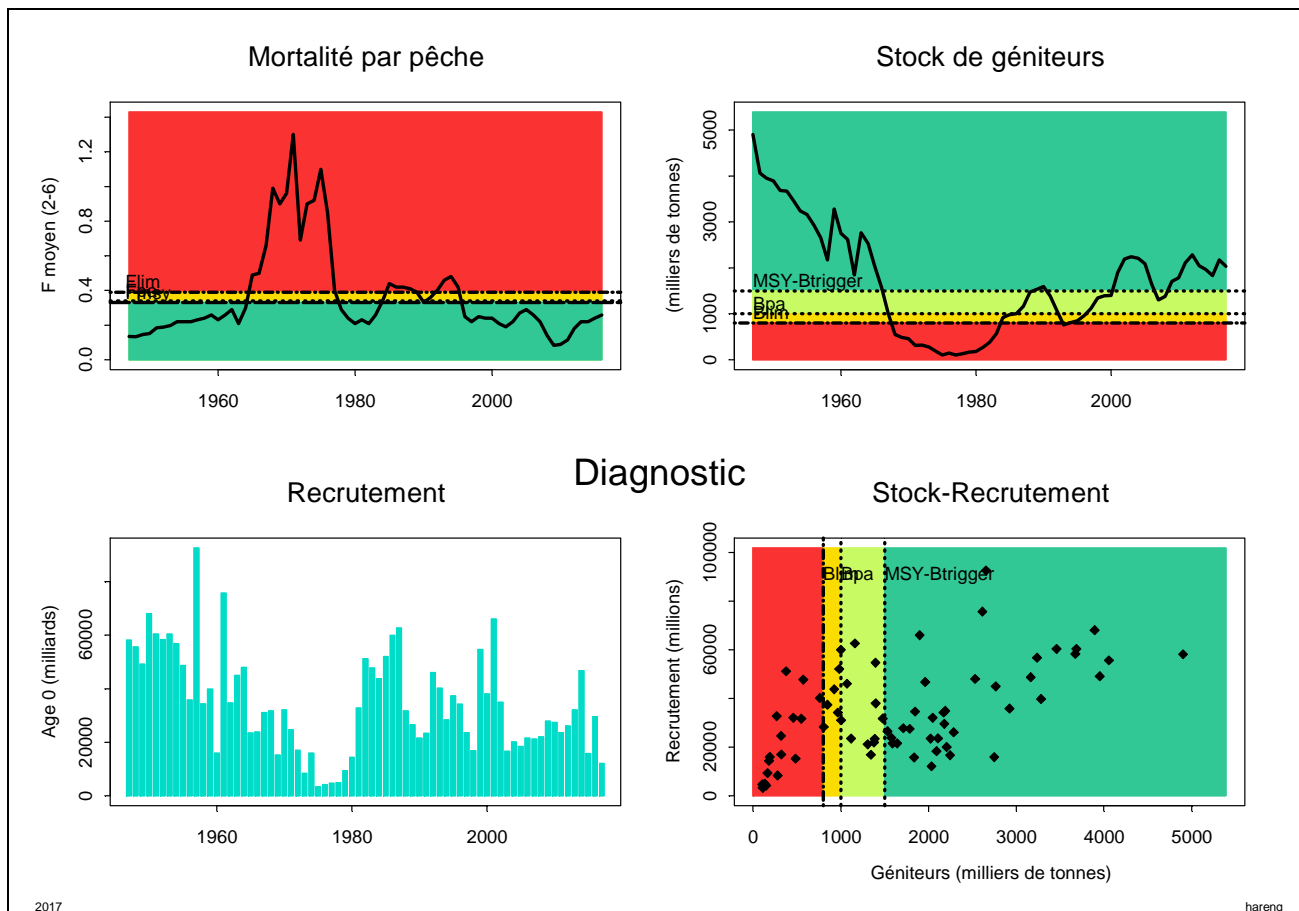 Mortalité par pêche
F moyen (2-6)
0.0 0.4 0.8 1.2
Flim
1960 1980 2000
Stock de géniteurs
(milliers de tonnes)
0 1000 3000 5000
MSY-Btrigger
Bpa
Blim
1960 1980 2000
Diagnostic
Recrutement
Age 0 (milliards)
0 20000 60000
1960 1980 2000
Stock-Recrutement
Recrutement (millions)
0 20000 60000 100000
Blim Bpa MSY-Btrigger
0 1000 2000 3000 4000 5000
Géniteurs (milliers de tonnes)
2017 hareng